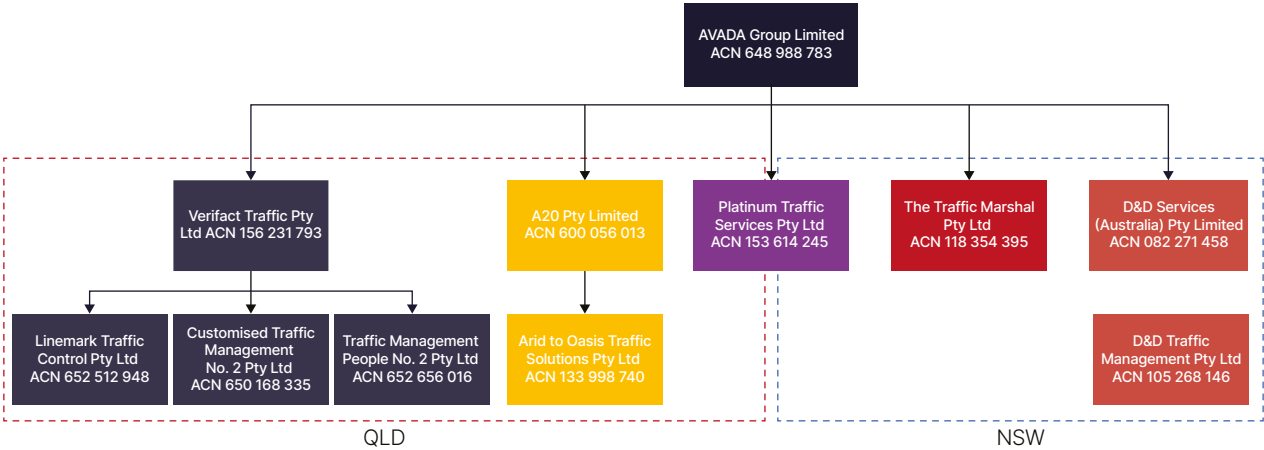 AVADA Group Limited
ACN 648 988 783
Verifact Traffic Pty
Ltd ACN 156 231 793
A20 Pty Limited
ACN 600 056 013
Platinum Traffic
Services Pty Ltd
ACN 153 614 245
The Traffic Marshal
Pty Ltd
ACN 118 354 395
D&D Services
(Australia) Pty Limited
ACN 082 271 458
Linemark Traffic
Control Pty Ltd
ACN 652 512 948
Customised Traffic
Management
No. 2 Pty Ltd
ACN 650 168 335
Traffic Management
People No. 2 Pty Ltd
ACN 652 656 016
Arid to Oasis Traffic
Solutions Pty Ltd
ACN 133 998 740
D&D Traffic
Management Pty Ltd
ACN 105 268 146
QLD
NSW